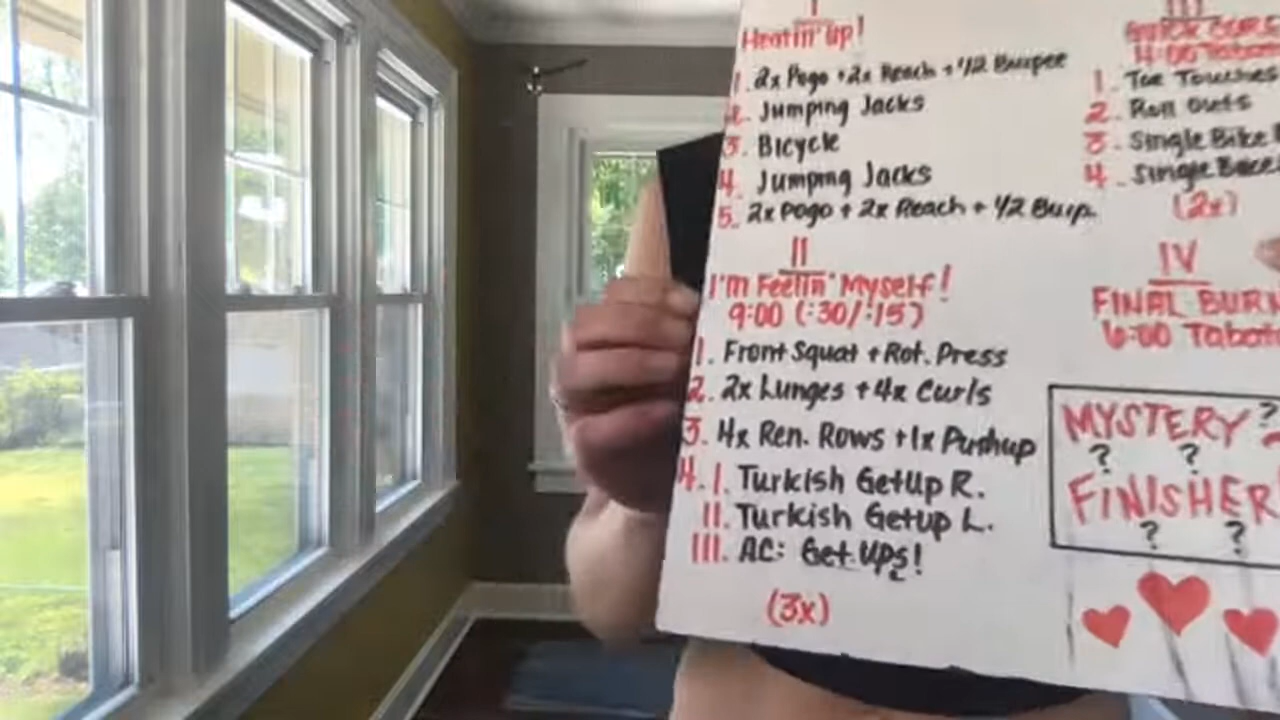 I
Heatin' up!
1. 2x Pogo + 2x Reach + 1/2 Burpee
2. Jumping Jacks
3. Bicycle
4. Jumping Jacks
5. 2x Pogo + 2x Reach + 1/2 Burp.
II
I'm Feelin' Myself!
9:00 (:30/:15)
1. Front Squat + Rot. Press
2. 2x Lunges + 4x Curls
3. 4x Ren. Rows + 1x Pushup
4. I. Turkish GetUp R.
II. Turkish Getup L.
III. AC: Get-Ups!
(3x)
III
4:00 Tabat
1. Toe Touches
2. Roll Outs
3. Single Bike
4. Single
(2x)
IV
FINAL BURN
6:00 Tabat
MYSTERY ?
? ?
FINISHER
? ?